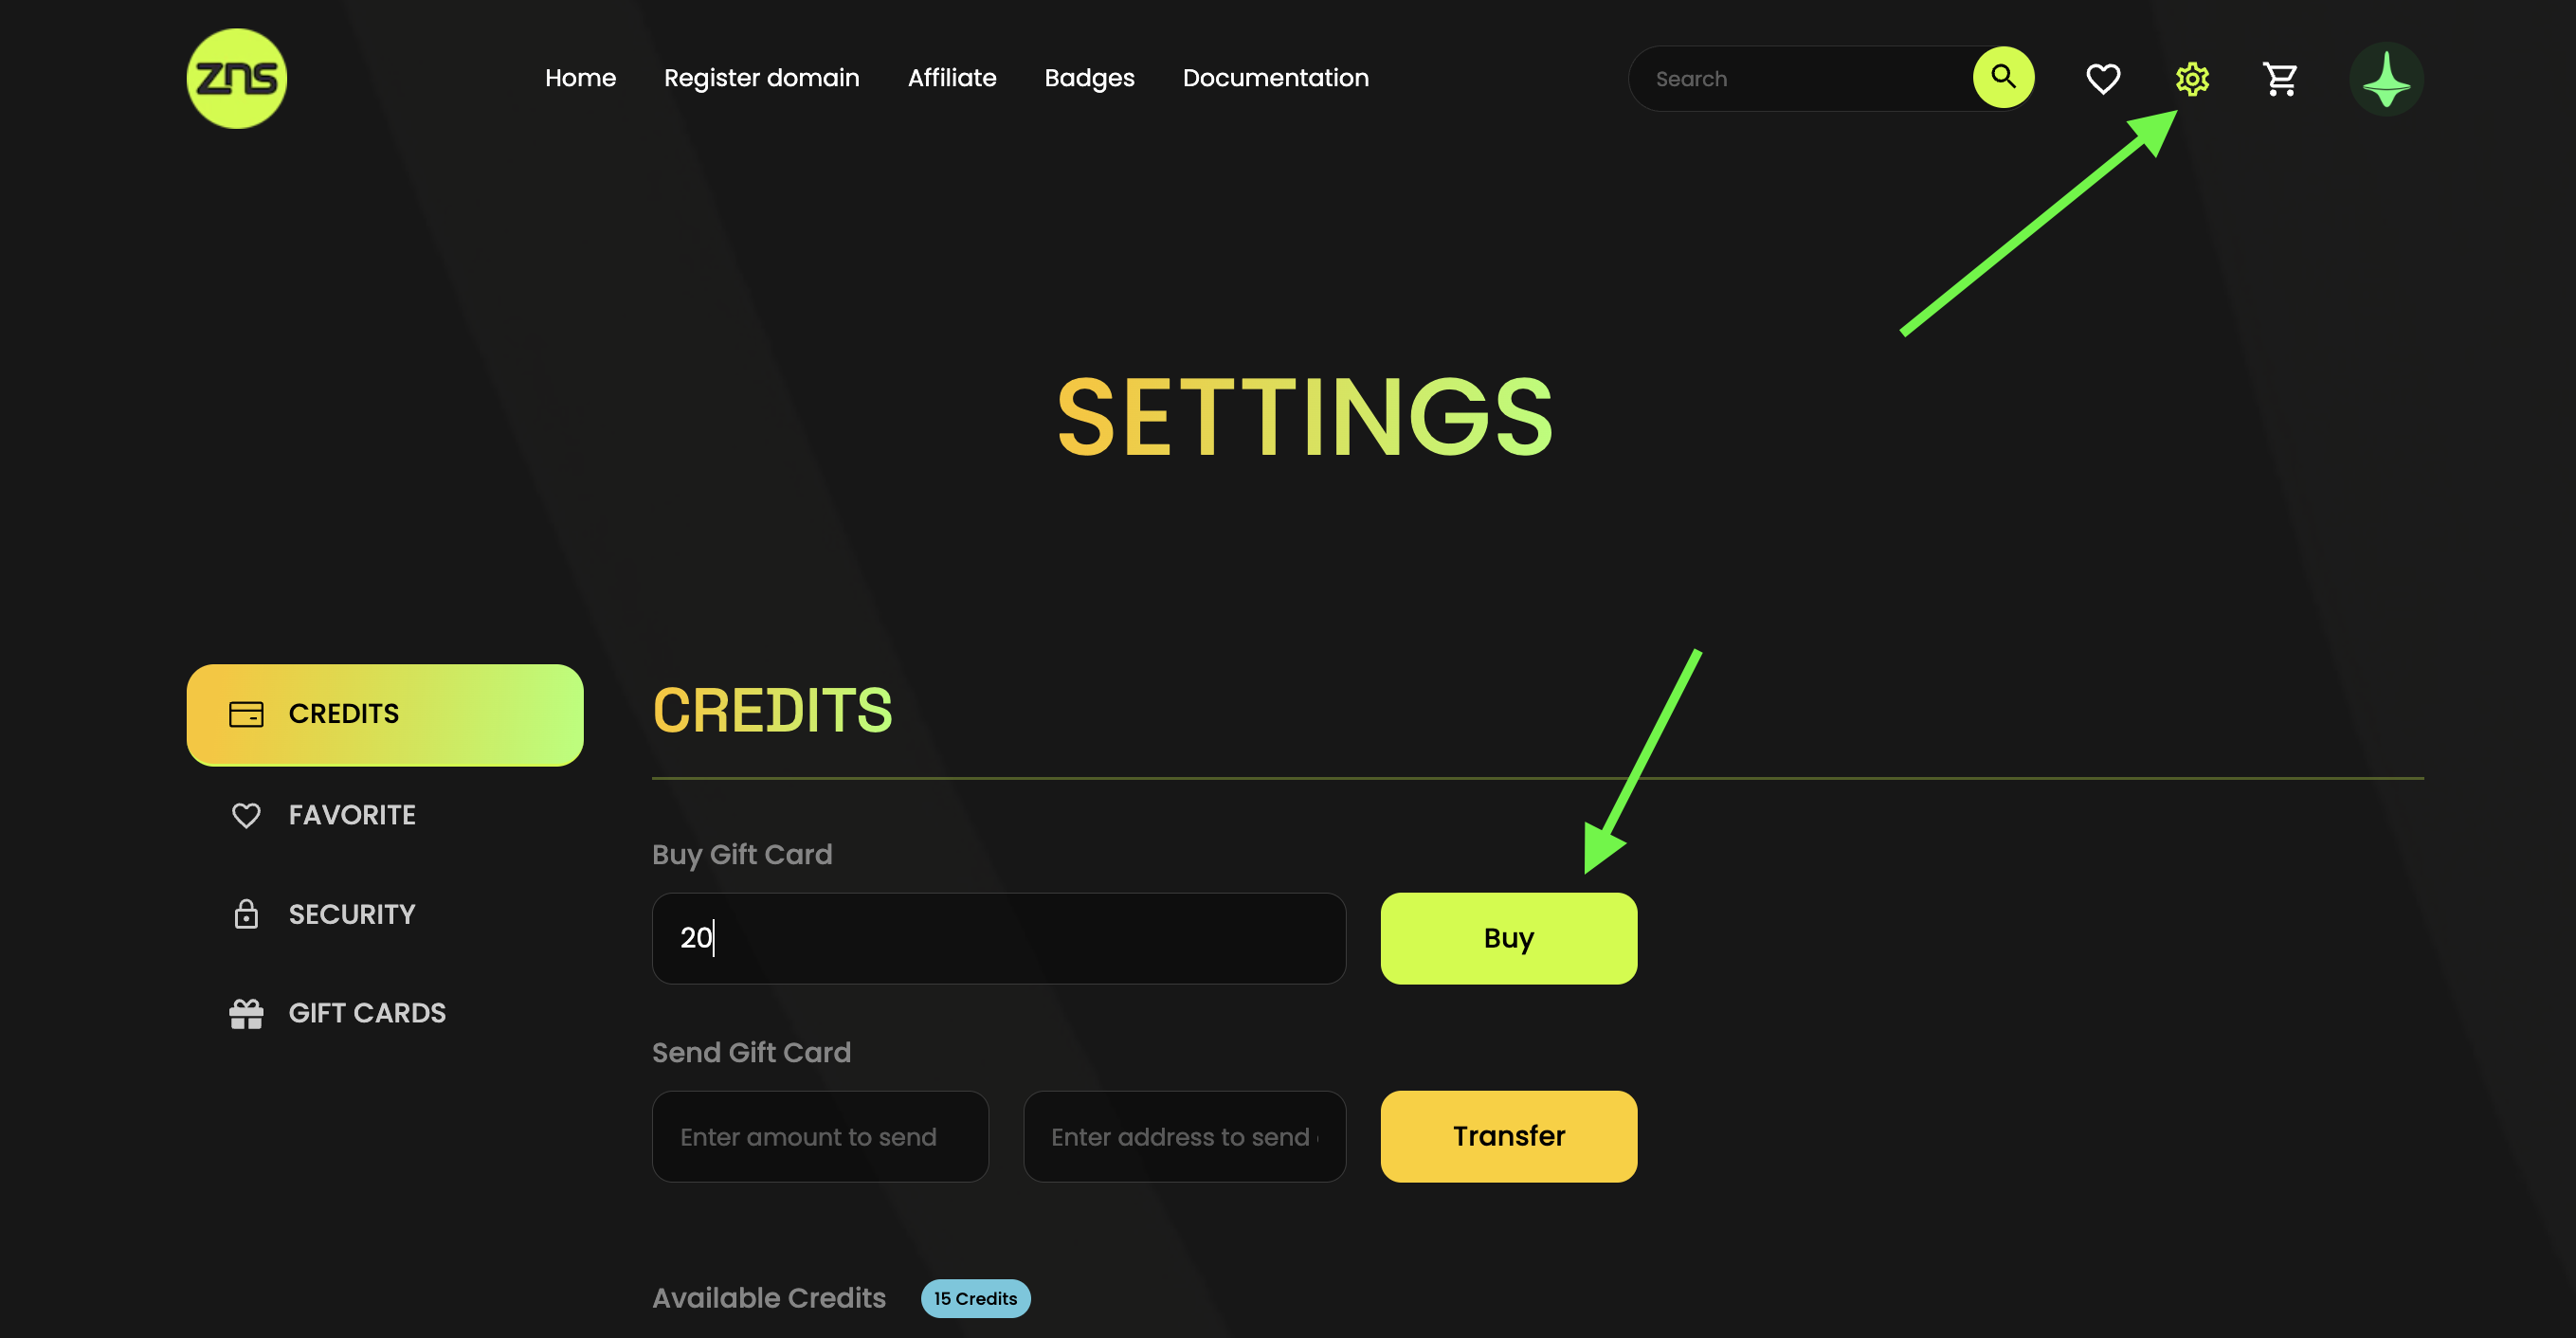 zns
Home
Register domain
Affiliate
Badges
Documentation
Search
SETTINGS
CREDITS
FAVORITE
SECURITY
GIFT CARDS
CREDITS
Buy Gift Card
20
Buy
Send Gift Card
Enter amount to send
Enter address to send
Transfer
Available Credits
15 Credits